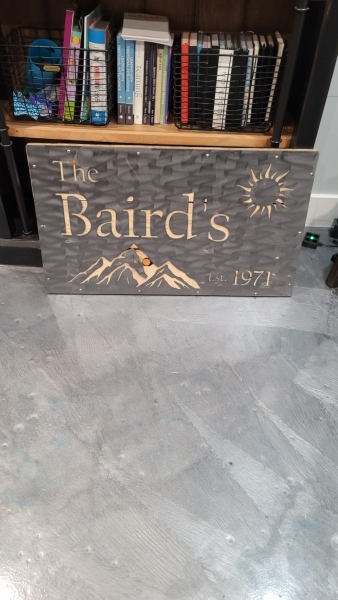 The
Baird's
Est. 1971